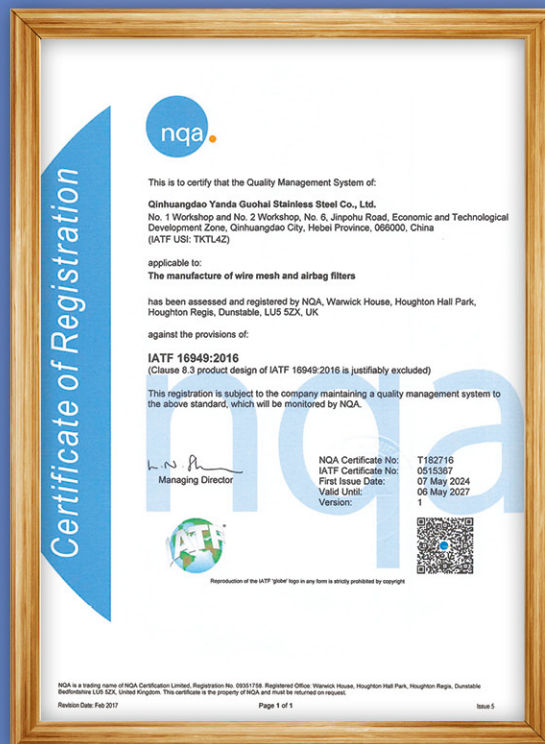 Certificate of Registration
nqa.
This is to certify that the Quality Management System of:
Qinhuangdao Yanda Guohai Stainless Steel Co., Ltd.
No. 1 Workshop and No. 2 Workshop, No. 6, Jinpohu Road, Economic and Technological
Development Zone, Qinhuangdao City, Hebei Province, 066000, China
(IATF USI: TKTL4Z)
applicable to:
The manufacture of wire mesh and airbag filters
has been assessed and registered by NQA, Warwick House, Houghton Hall Park,
Houghton Regis, Dunstable, LU5 5ZX, UK
against the provisions of:
IATF 16949:2016
(Clause 8.3 product design of IATF 16949:2016 is justifiably excluded)
This registration is subject to the company maintaining a quality management system to
the above standard, which will be monitored by NQA.
nqa
Managing Director
NQA Certificate No: T182716
IATF Certificate No: 0515367
First Issue Date: 07 May 2024
Valid Until: 06 May 2027
Version: 1
IATF
Reproduction of the IATF 'globe' logo in any form is strictly prohibited by copyright
NQA is a trading name of NQA Certification Limited, Registration No. 09351758. Registered Office: Warwick House, Houghton Hall Park, Houghton Regis, Dunstable
Bedfordshire LU5 5ZX, United Kingdom. This certificate is the property of NQA and must be returned on request.
Revision Date: Feb 2017 Page 1 of 1 Issue 5